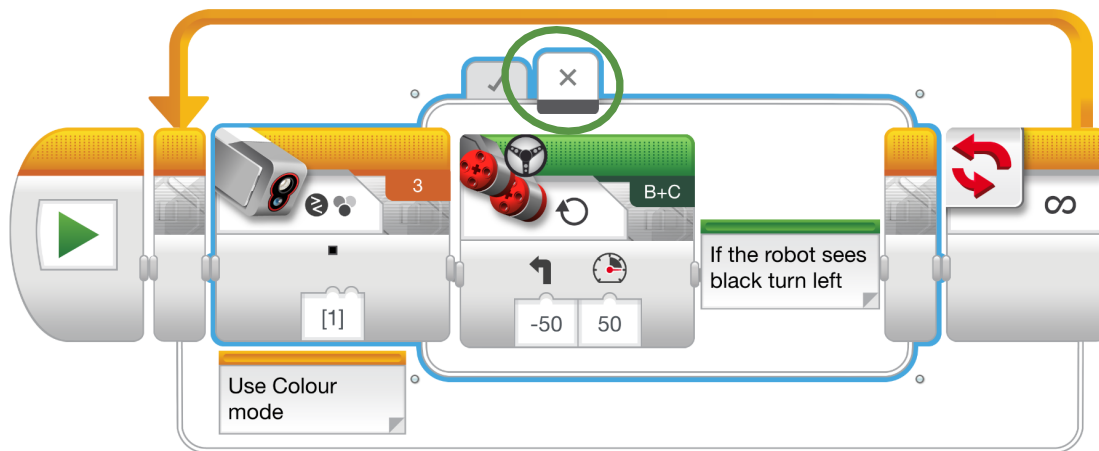 3
B+C
[1]
-50
50
If the robot sees
black turn left
∞
Use Colour
mode